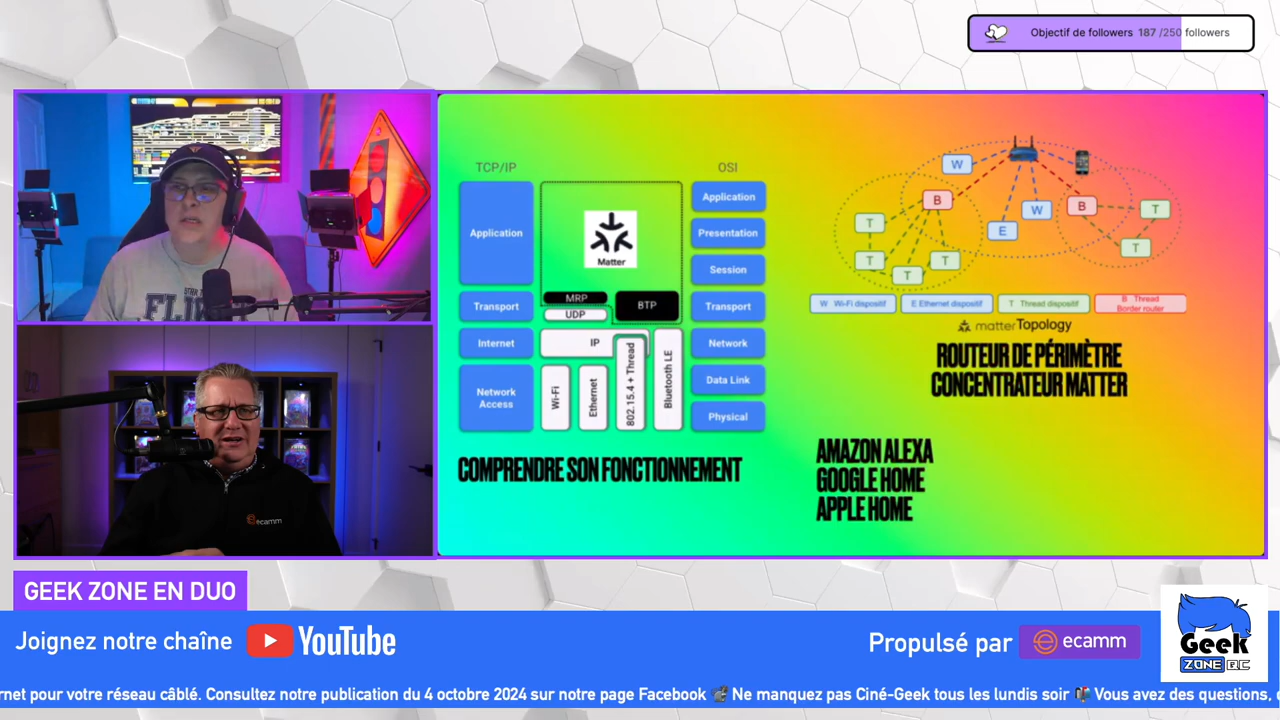 Objectif de followers 187 /250 followers
TCP/IP
OSI
Application
Transport
Internet
Network
Access
Matter
MRP
UDP
BTP
IP
Wi-Fi
Ethernet
802.15.4 + Thread
Bluetooth LE
Application
Presentation
Session
Transport
Network
Data Link
Physical
COMPRENDRE SON FONCTIONNEMENT
W
B
W
B
E
T
T
T
T
T
T
W Wi-Fi dispositif
E Ethernet dispositif
T Thread dispositif
B Thread
Border router
matter Topology
ROUTEUR DE PÉRIMÈTRE
CONCENTRATEUR MATTER
AMAZON ALEXA
GOOGLE HOME
APPLE HOME
ecamm
GEEK ZONE EN DUO
Joignez notre chaîne YouTube
Propulsé par ecamm
Geek
ZONE QC
rnet pour votre réseau câblé. Consultez notre publication du 4 octobre 2024 sur notre page Facebook Ne manquez pas Ciné-Geek tous les lundis soir Vous avez des questions,